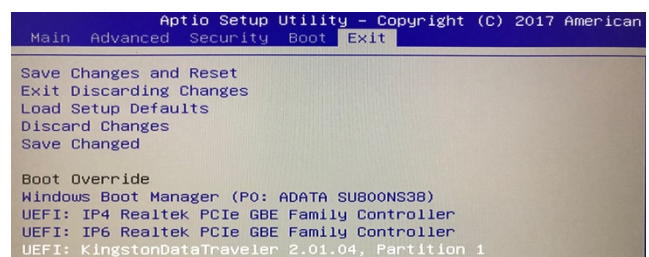 Aptio Setup Utility – Copyright (C) 2017 American
Main Advanced Security Boot Exit
Save Changes and Reset
Exit Discarding Changes
Load Setup Defaults
Discard Changes
Save Changed
Boot Override
Windows Boot Manager (P0: ADATA SU800NS38)
UEFI: IP4 Realtek PCIe GBE Family Controller
UEFI: IP6 Realtek PCIe GBE Family Controller
UEFI: KingstonDataTraveler 2.01.04, Partition 1